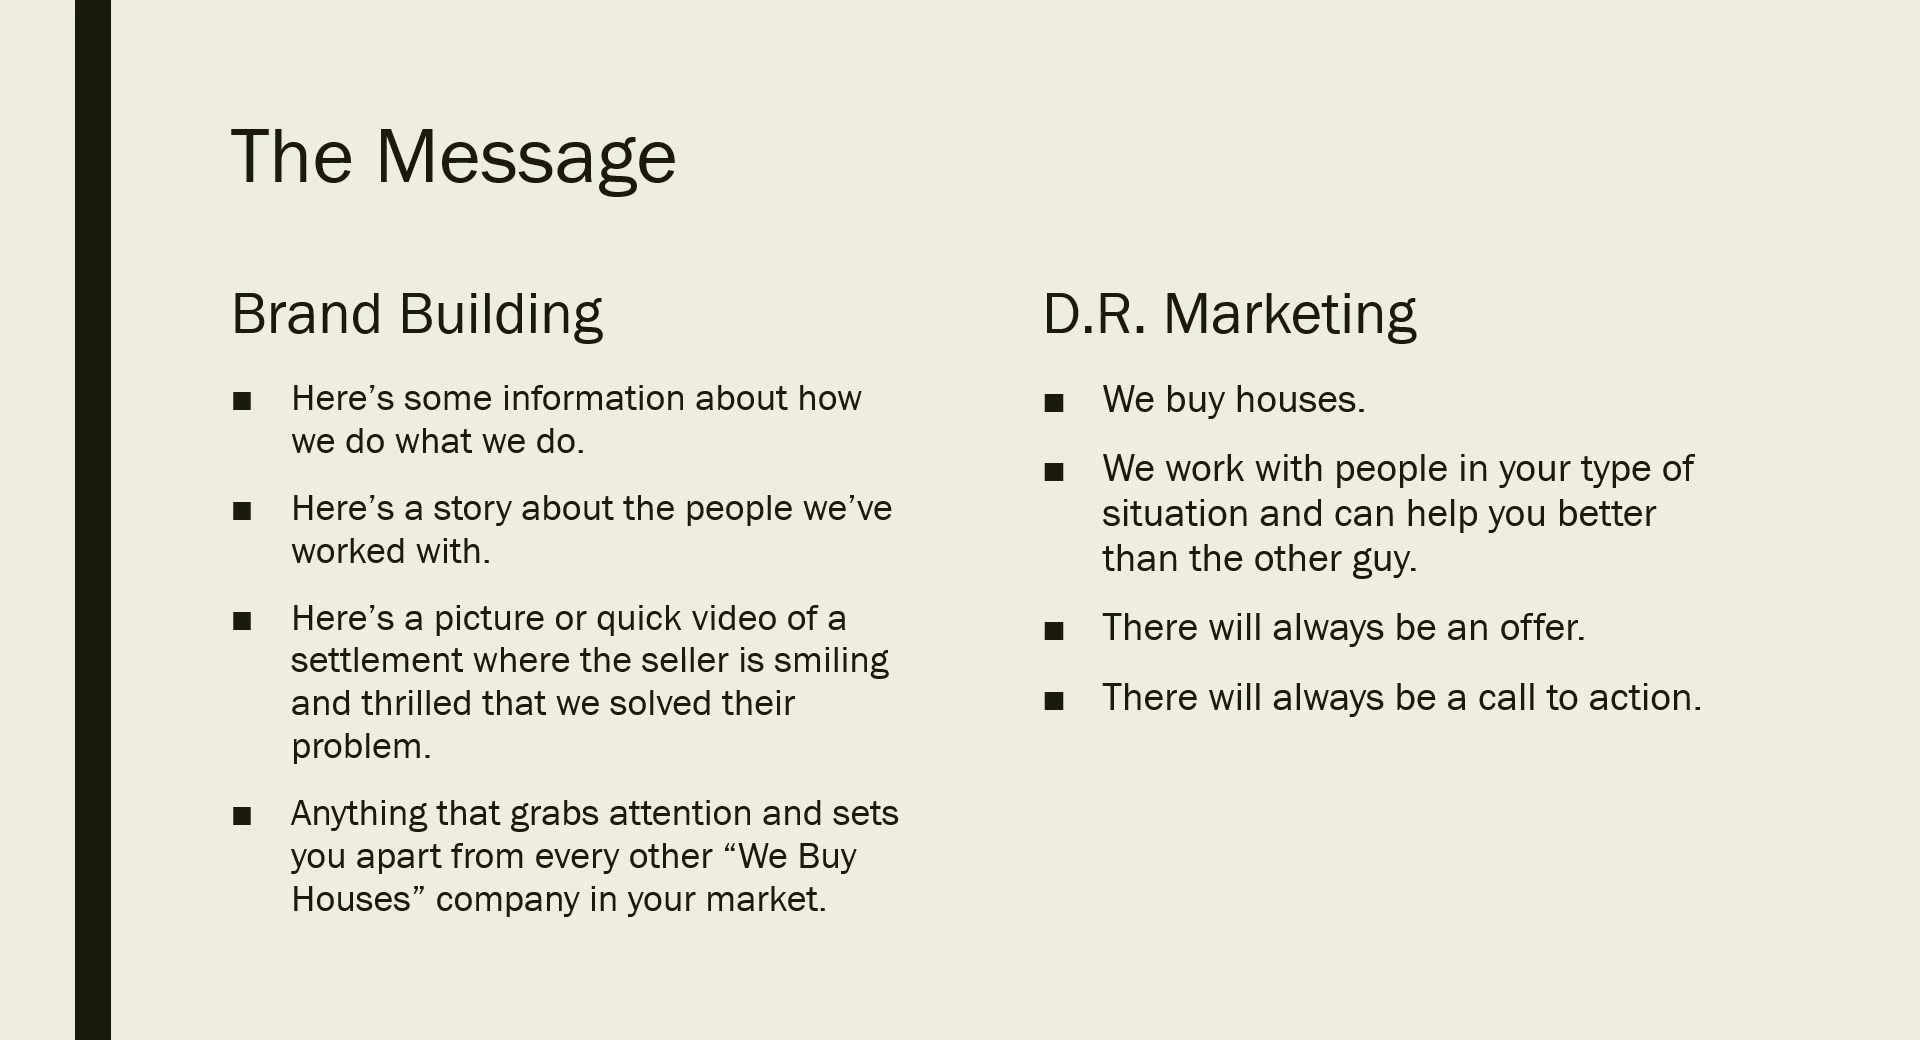 The Message
Brand Building
■ Here’s some information about how
we do what we do.
■ Here’s a story about the people we’ve
worked with.
■ Here’s a picture or quick video of a
settlement where the seller is smiling
and thrilled that we solved their
problem.
■ Anything that grabs attention and sets
you apart from every other “We Buy
Houses” company in your market.
D.R. Marketing
■ We buy houses.
■ We work with people in your type of
situation and can help you better
than the other guy.
■ There will always be an offer.
■ There will always be a call to action.